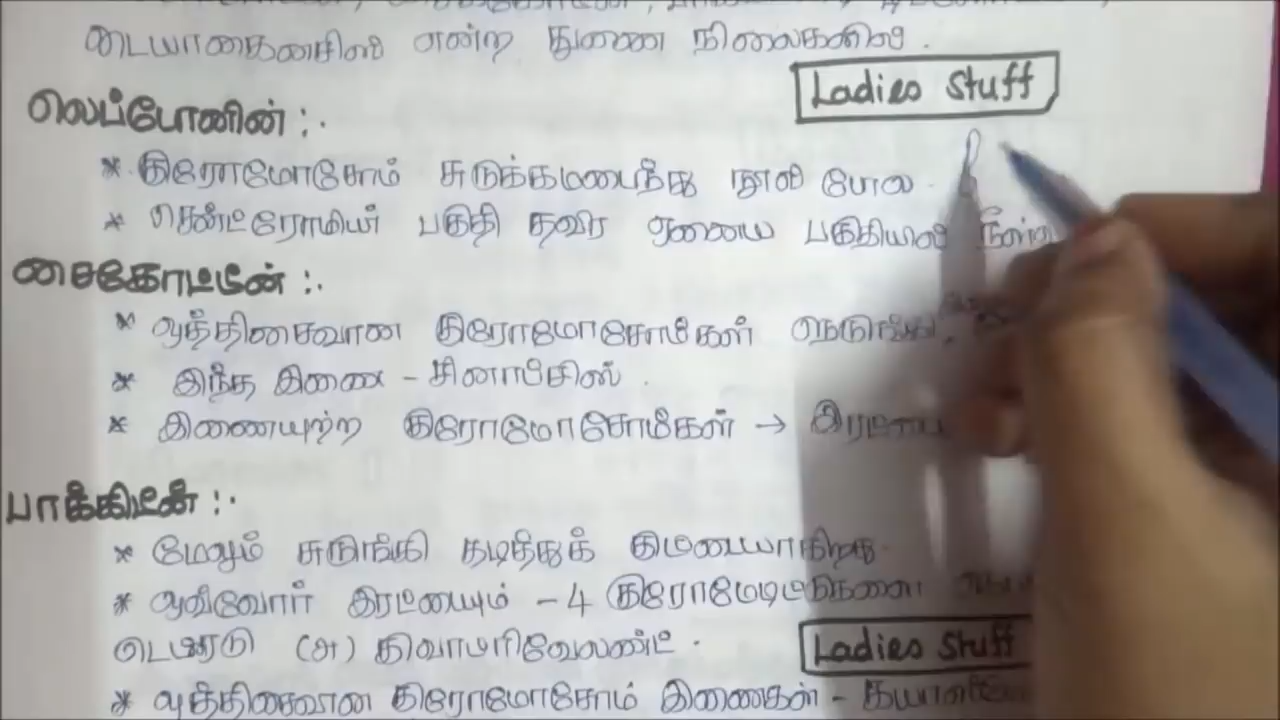 டையாகைனசிஸ் என்ற துணை நிலைகளில்.
Ladies Stuff
லெப்போனின் :.
* குரோமோசோம் சுருக்கமடைந்து நூல் போல
* சென்ட்ரோமியர் பகுதி தவிர ஏனைய பகுதியில்
சைகோட்டீன் :.
* ஒத்திசைவான குரோமோசோம்கள் நெருங்கி,
* இந்த இணை - சினாப்சிஸ்.
* இணையுற்ற குரோமோசோம்கள் →
பாக்கிடீன் :.
* மேலும் சுருங்கி தடித்துக் குட்டையாகிறது.
* ஒவ்வோர் இரட்டையும் - 4 குரோமேடிட்களை
டெட்ராடு (அ)
Ladies Stuff
* ஒத்திசைவான குரோமோசோம் இணைகள் -